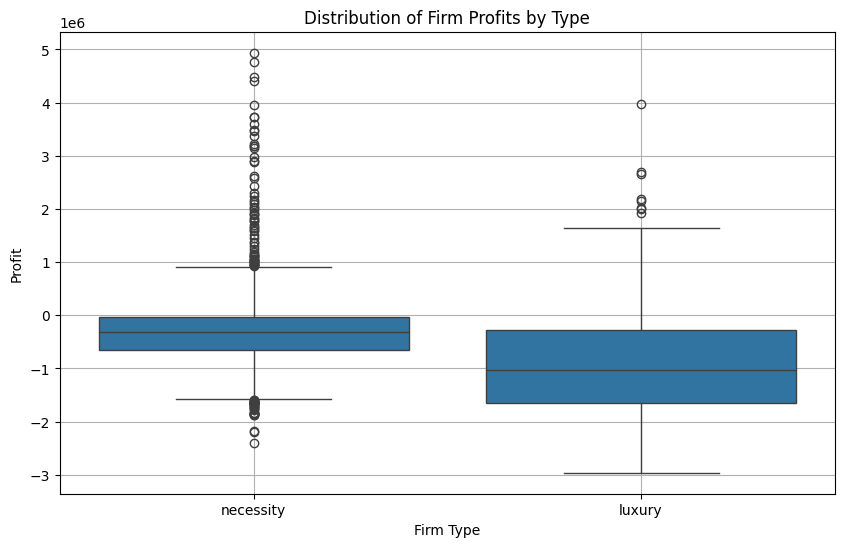 Distribution of Firm Profits by Type
1e6
5
4
3
2
1
0
−1
−2
−3
Profit
necessity
luxury
Firm Type